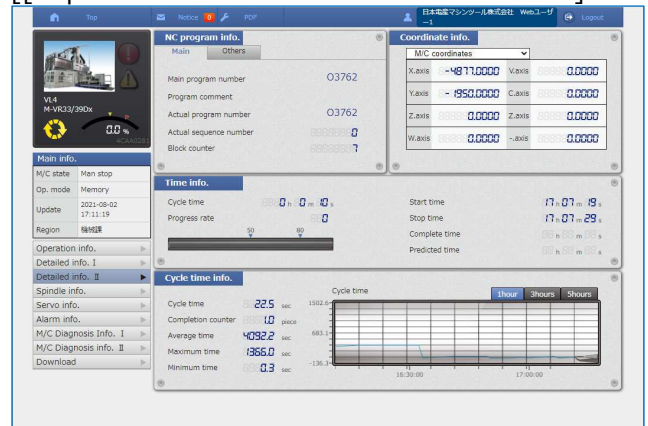 Top
Notice 0
PDF
日本電産マシンツール株式会社 Webユーザー1
Logout
VL4
M-VR33/39Dx
0.0 %
4CAA0281
Main info.
M/C state Man stop
Op. mode Memory
Update 2021-08-02 17:11:19
Region 機械課
Operation info.
Detailed info. I
Detailed info. II
Spindle info.
Servo info.
Alarm info.
M/C Diagnosis Info. I
M/C Diagnosis info. II
Download
NC program info.
Main Others
Main program number O3762
Program comment
Actual program number O3762
Actual sequence number 0
Block counter 7
Coordinate info.
M/C coordinates
X.axis -4877.0000 V.axis 0.0000
Y.axis -1950.0000 C.axis 0.0000
Z.axis 0.0000 Z.axis 0.0000
W.axis 0.0000 -.axis 0.0000
Time info.
Cycle time 0 h 0 m 10 s
Progress rate 0
50 80
Start time 17 h 07 m 19 s
Stop time 17 h 07 m 29 s
Complete time h m s
Predicted time h m s
Cycle time info.
Cycle time 22.5 sec
Completion counter 1.0 piece
Average time 4092.2 sec
Maximum time 1366.0 sec
Minimum time 0.3 sec
Cycle time
1hour 3hours 5hours
1502.6
683.1
-136.3
16:30:00 17:00:00